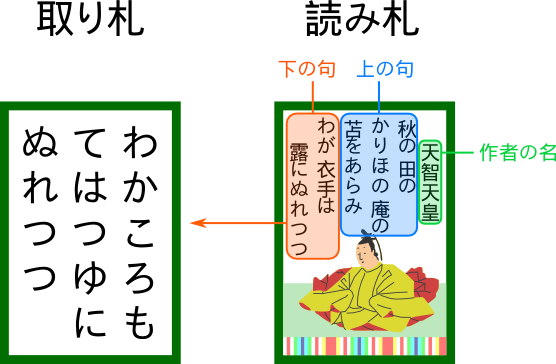 取り札
読み札
下の句
上の句
作者の名
天智天皇
秋の田の
かりほの庵の
苫をあらみ
わが衣手は
露にぬれつつ
わかころも
てはつゆに
ぬれつつ